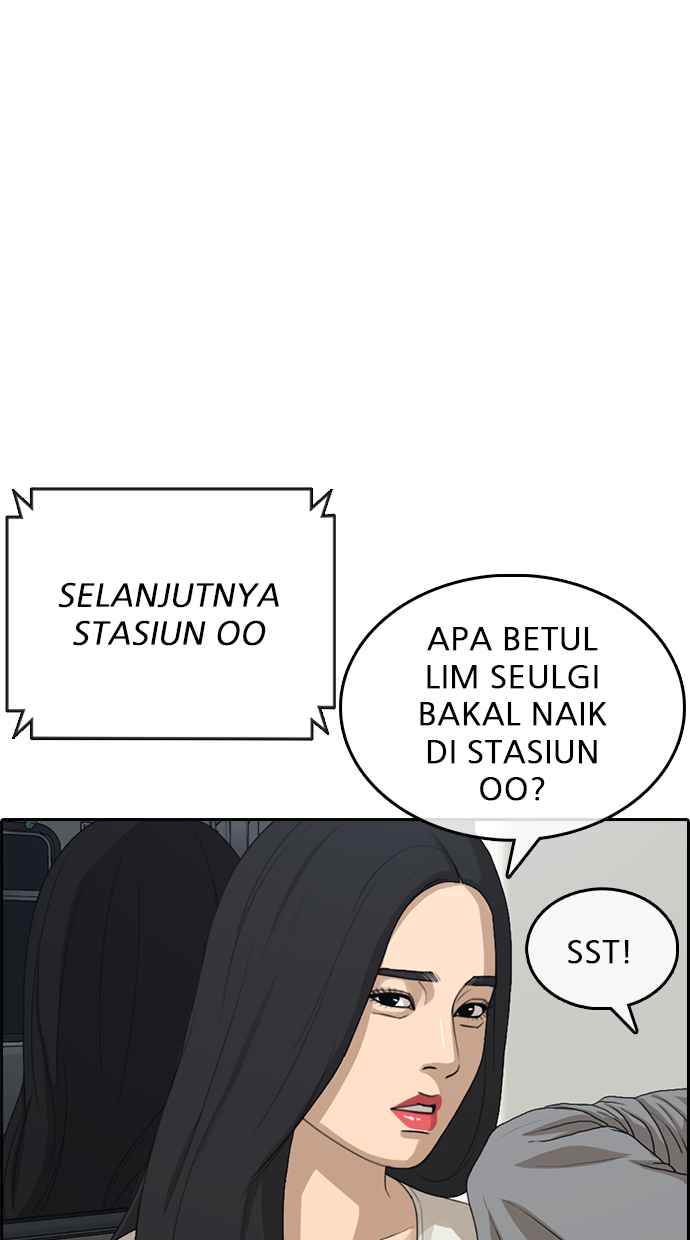 SELANJUTNYA
STASIUN OO
APA BETUL
LIM SEULGI
BAKAL NAIK
DI STASIUN
OO?
SST!